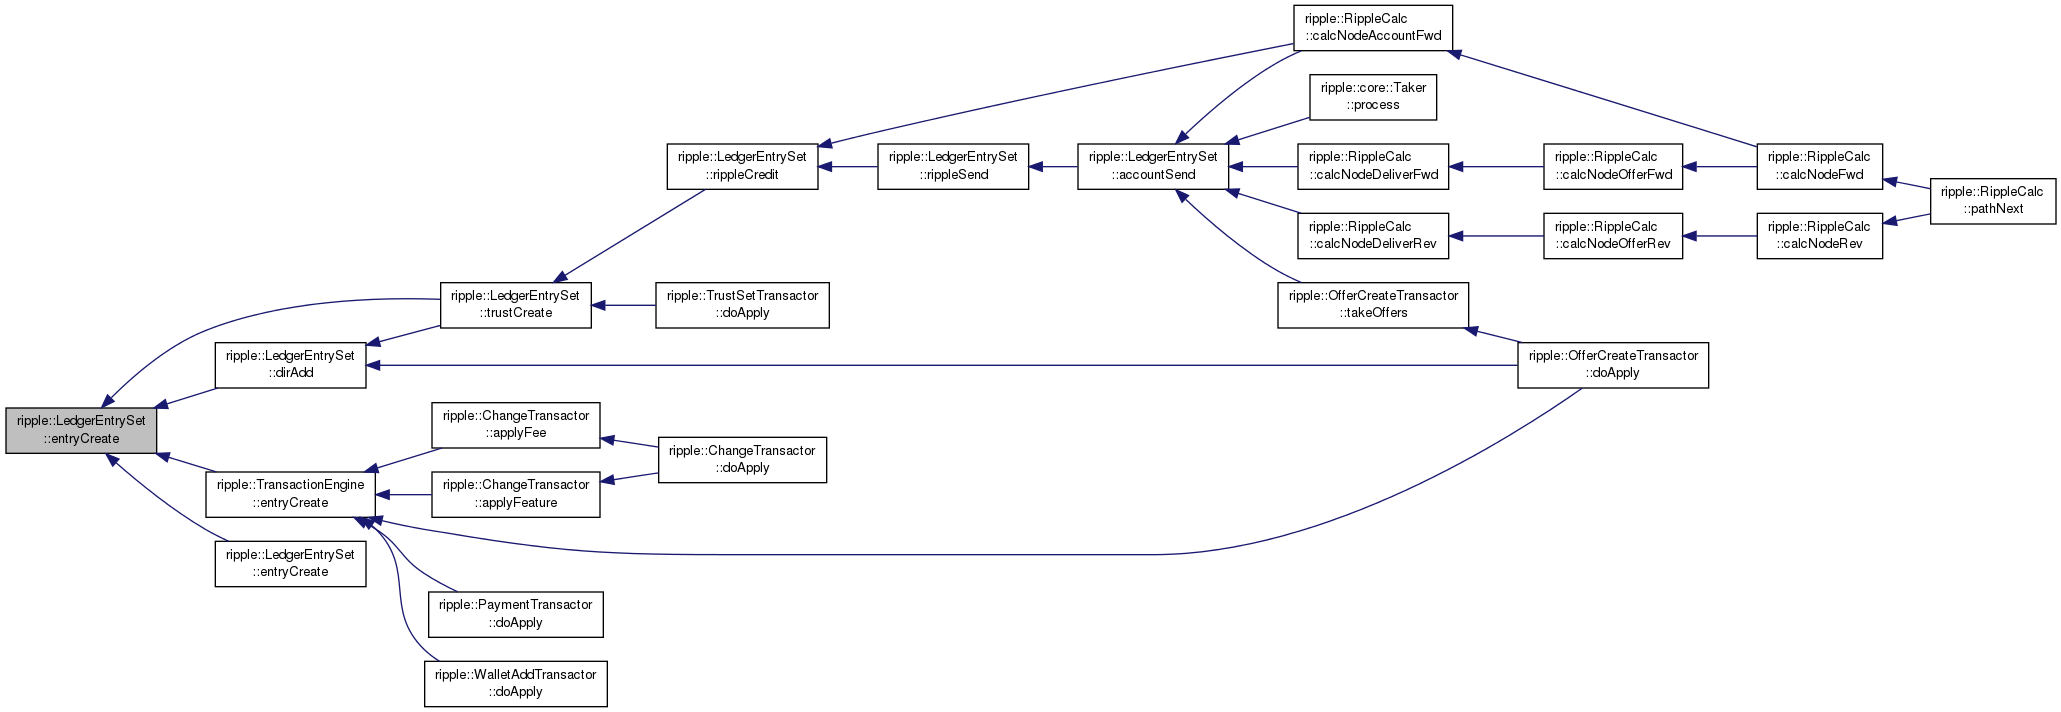 ripple::RippleCalc
::calcNodeAccountFwd
ripple::core::Taker
::process
ripple::LedgerEntrySet
::rippleCredit
ripple::LedgerEntrySet
::rippleSend
ripple::LedgerEntrySet
::accountSend
ripple::RippleCalc
::calcNodeDeliverFwd
ripple::RippleCalc
::calcNodeOfferFwd
ripple::RippleCalc
::calcNodeFwd
ripple::RippleCalc
::pathNext
ripple::RippleCalc
::calcNodeDeliverRev
ripple::RippleCalc
::calcNodeOfferRev
ripple::RippleCalc
::calcNodeRev
ripple::LedgerEntrySet
::trustCreate
ripple::TrustSetTransactor
::doApply
ripple::OfferCreateTransactor
::takeOffers
ripple::LedgerEntrySet
::dirAdd
ripple::OfferCreateTransactor
::doApply
ripple::LedgerEntrySet
::entryCreate
ripple::ChangeTransactor
::applyFee
ripple::ChangeTransactor
::doApply
ripple::TransactionEngine
::entryCreate
ripple::ChangeTransactor
::applyFeature
ripple::LedgerEntrySet
::entryCreate
ripple::PaymentTransactor
::doApply
ripple::WalletAddTransactor
::doApply